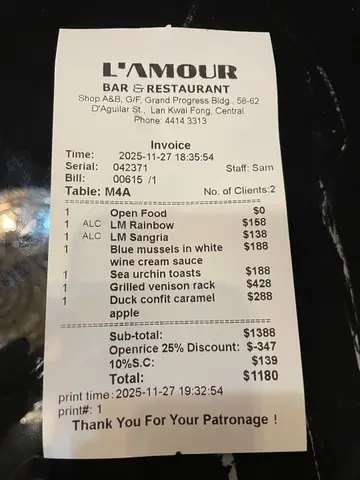 L'AMOUR
BAR & RESTAURANT
Shop A&B, G/F, Grand Progress Bldg., 56-62
D'Aguilar St., Lan Kwai Fong, Central.
Phone: 4414 3313
Invoice
Time: 2025-11-27 18:35:54
Serial: 042371 Staff: Sam
Bill: 00615 /1
Table: M4A No. of Clients:2
1 Open Food $0
1 ALC LM Rainbow $158
1 ALC LM Sangria $138
1 Blue mussels in white $188
wine cream sauce
1 Sea urchin toasts $188
1 Grilled venison rack $428
1 Duck confit caramel $288
apple
Sub-total: $1388
Openrice 25% Discount: $-347
10%S.C: $139
Total: $1180
print time:2025-11-27 19:32:54
print#: 1
Thank You For Your Patronage !